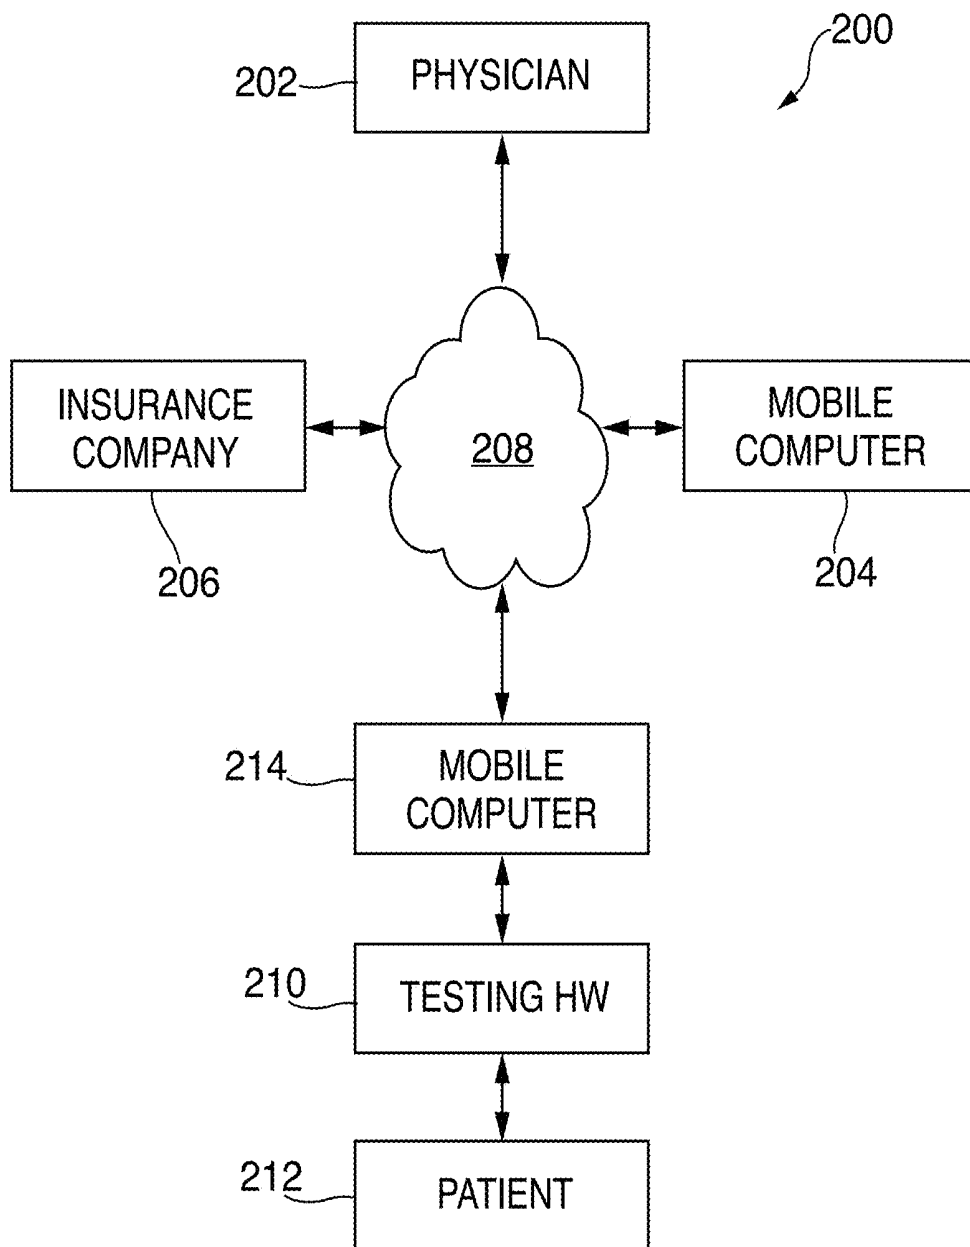 200
202
PHYSICIAN
INSURANCE
COMPANY
208
MOBILE
COMPUTER
206
204
214
MOBILE
COMPUTER
210
TESTING HW
212
PATIENT